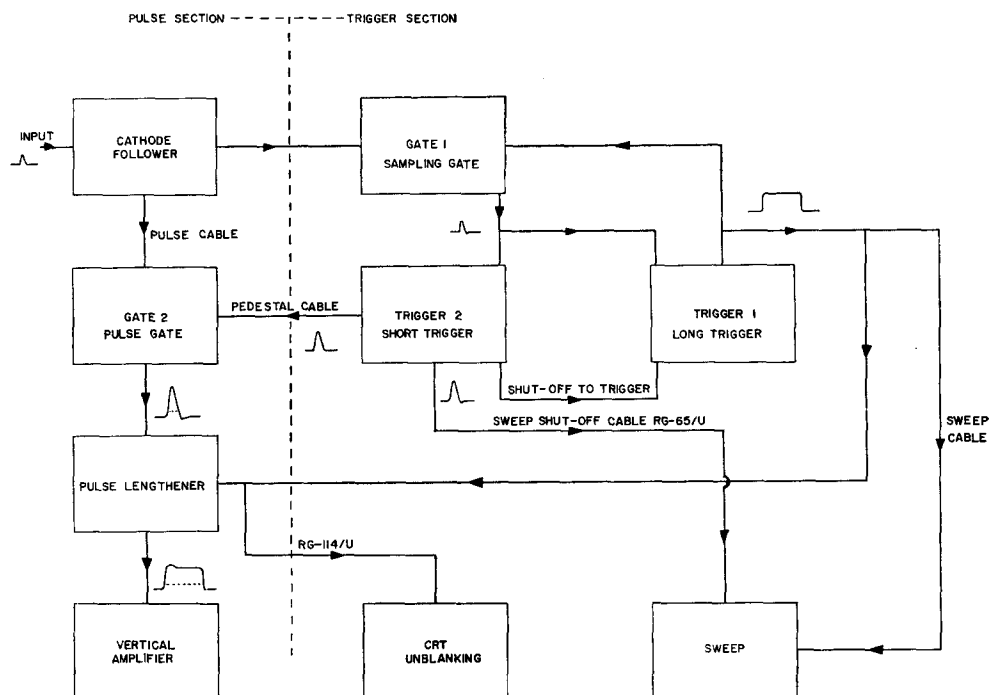 PULSE SECTION
TRIGGER SECTION
INPUT
CATHODE
FOLLOWER
GATE 1
SAMPLING GATE
PULSE CABLE
GATE 2
PULSE GATE
PEDESTAL CABLE
TRIGGER 2
SHORT TRIGGER
TRIGGER 1
LONG TRIGGER
SHUT-OFF TO TRIGGER
SWEEP SHUT-OFF CABLE RG-65/U
SWEEP
CABLE
PULSE LENGTHENER
RG-114/U
VERTICAL
AMPLIFIER
CRT
UNBLANKING
SWEEP